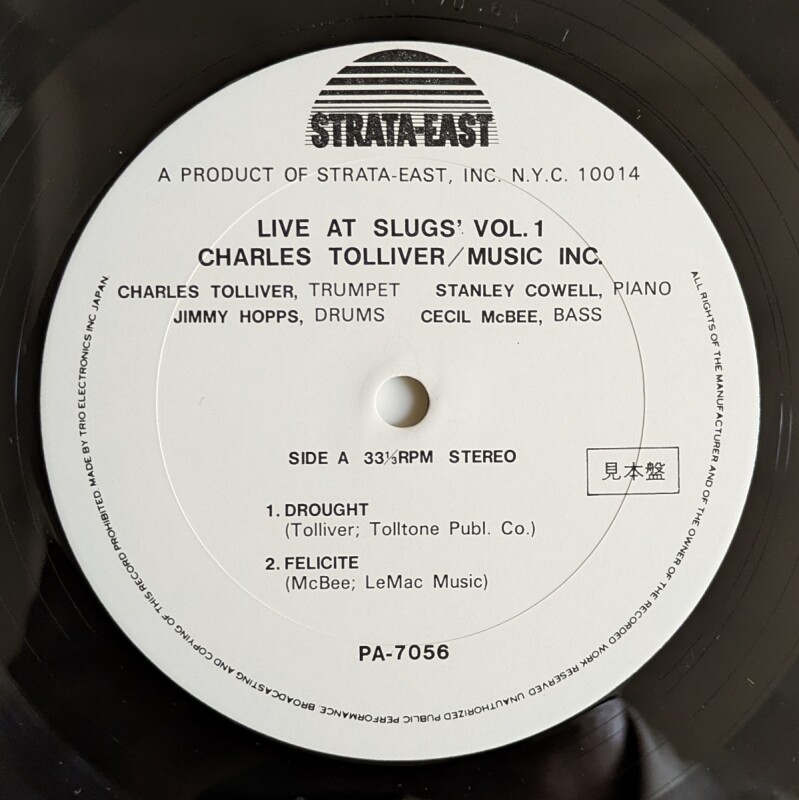 STRATA-EAST
A PRODUCT OF STRATA-EAST, INC. N.Y.C. 10014
LIVE AT SLUGS' VOL. 1
CHARLES TOLLIVER/MUSIC INC.
CHARLES TOLLIVER, TRUMPET STANLEY COWELL, PIANO
JIMMY HOPPS, DRUMS CECIL McBEE, BASS
SIDE A 33⅓RPM STEREO
見本盤
1. DROUGHT
(Tolliver; Tolltone Publ. Co.)
2. FELICITE
(McBee; LeMac Music)
PA-7056
ALL RIGHTS OF THE MANUFACTURER AND OF THE OWNER OF THE RECORDED WORK RESERVED. UNAUTHORIZED PUBLIC PERFORMANCE. BROADCASTING AND COPYING OF THIS RECORD PROHIBITED. MADE BY TRIO ELECTRONICS INC JAPAN.